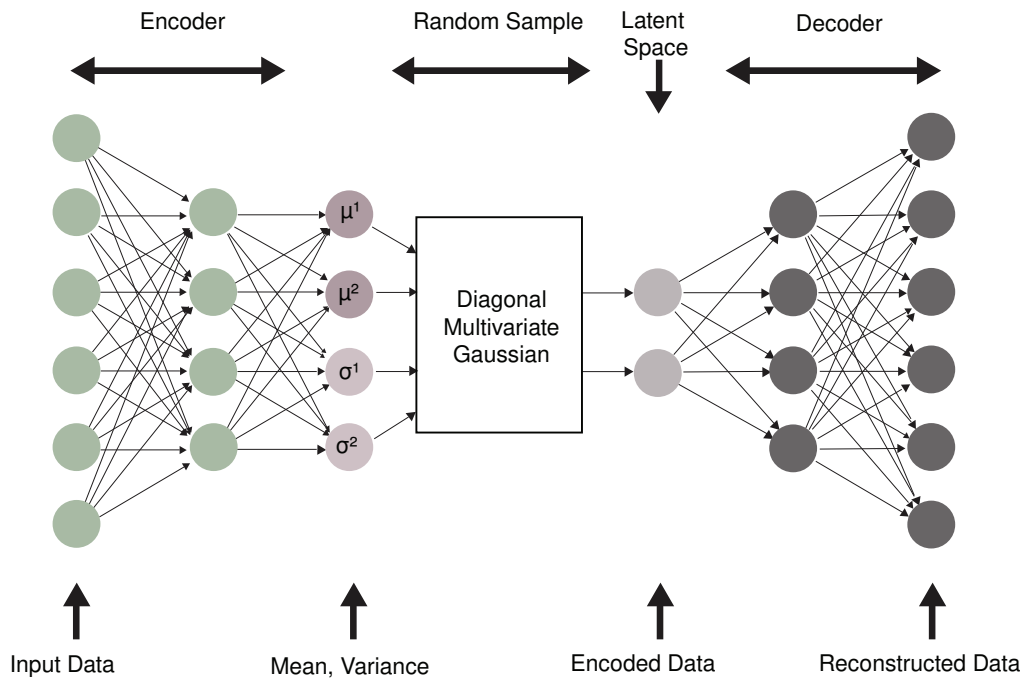 Encoder
Random Sample
Latent
Space
Decoder
μ¹
μ²
σ¹
σ²
Diagonal
Multivariate
Gaussian
Input Data
Mean, Variance
Encoded Data
Reconstructed Data